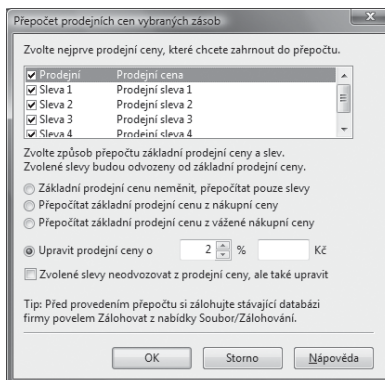 Přepočet prodejních cen vybraných zásob
Zvolte nejprve prodejní ceny, které chcete zahrnout do přepočtu.
Prodejní Prodejní cena
Sleva 1 Prodejní sleva 1
Sleva 2 Prodejní sleva 2
Sleva 3 Prodejní sleva 3
Sleva 4 Prodejní sleva 4
Zvolte způsob přepočtu základní prodejní ceny a slev.
Zvolené slevy budou odvozeny od základní prodejní ceny.
Základní prodejní cenu neměnit, přepočítat pouze slevy
Přepočítat základní prodejní cenu z nákupní ceny
Přepočítat základní prodejní cenu z vážené nákupní ceny
Upravit prodejní ceny o 2 % Kč
Zvolené slevy neodvozovat z prodejní ceny, ale také upravit
Tip: Před provedením přepočtu si zálohujte stávající databázi
firmy povelem Zálohovat z nabídky Soubor/Zálohování.
OK Storno Nápověda